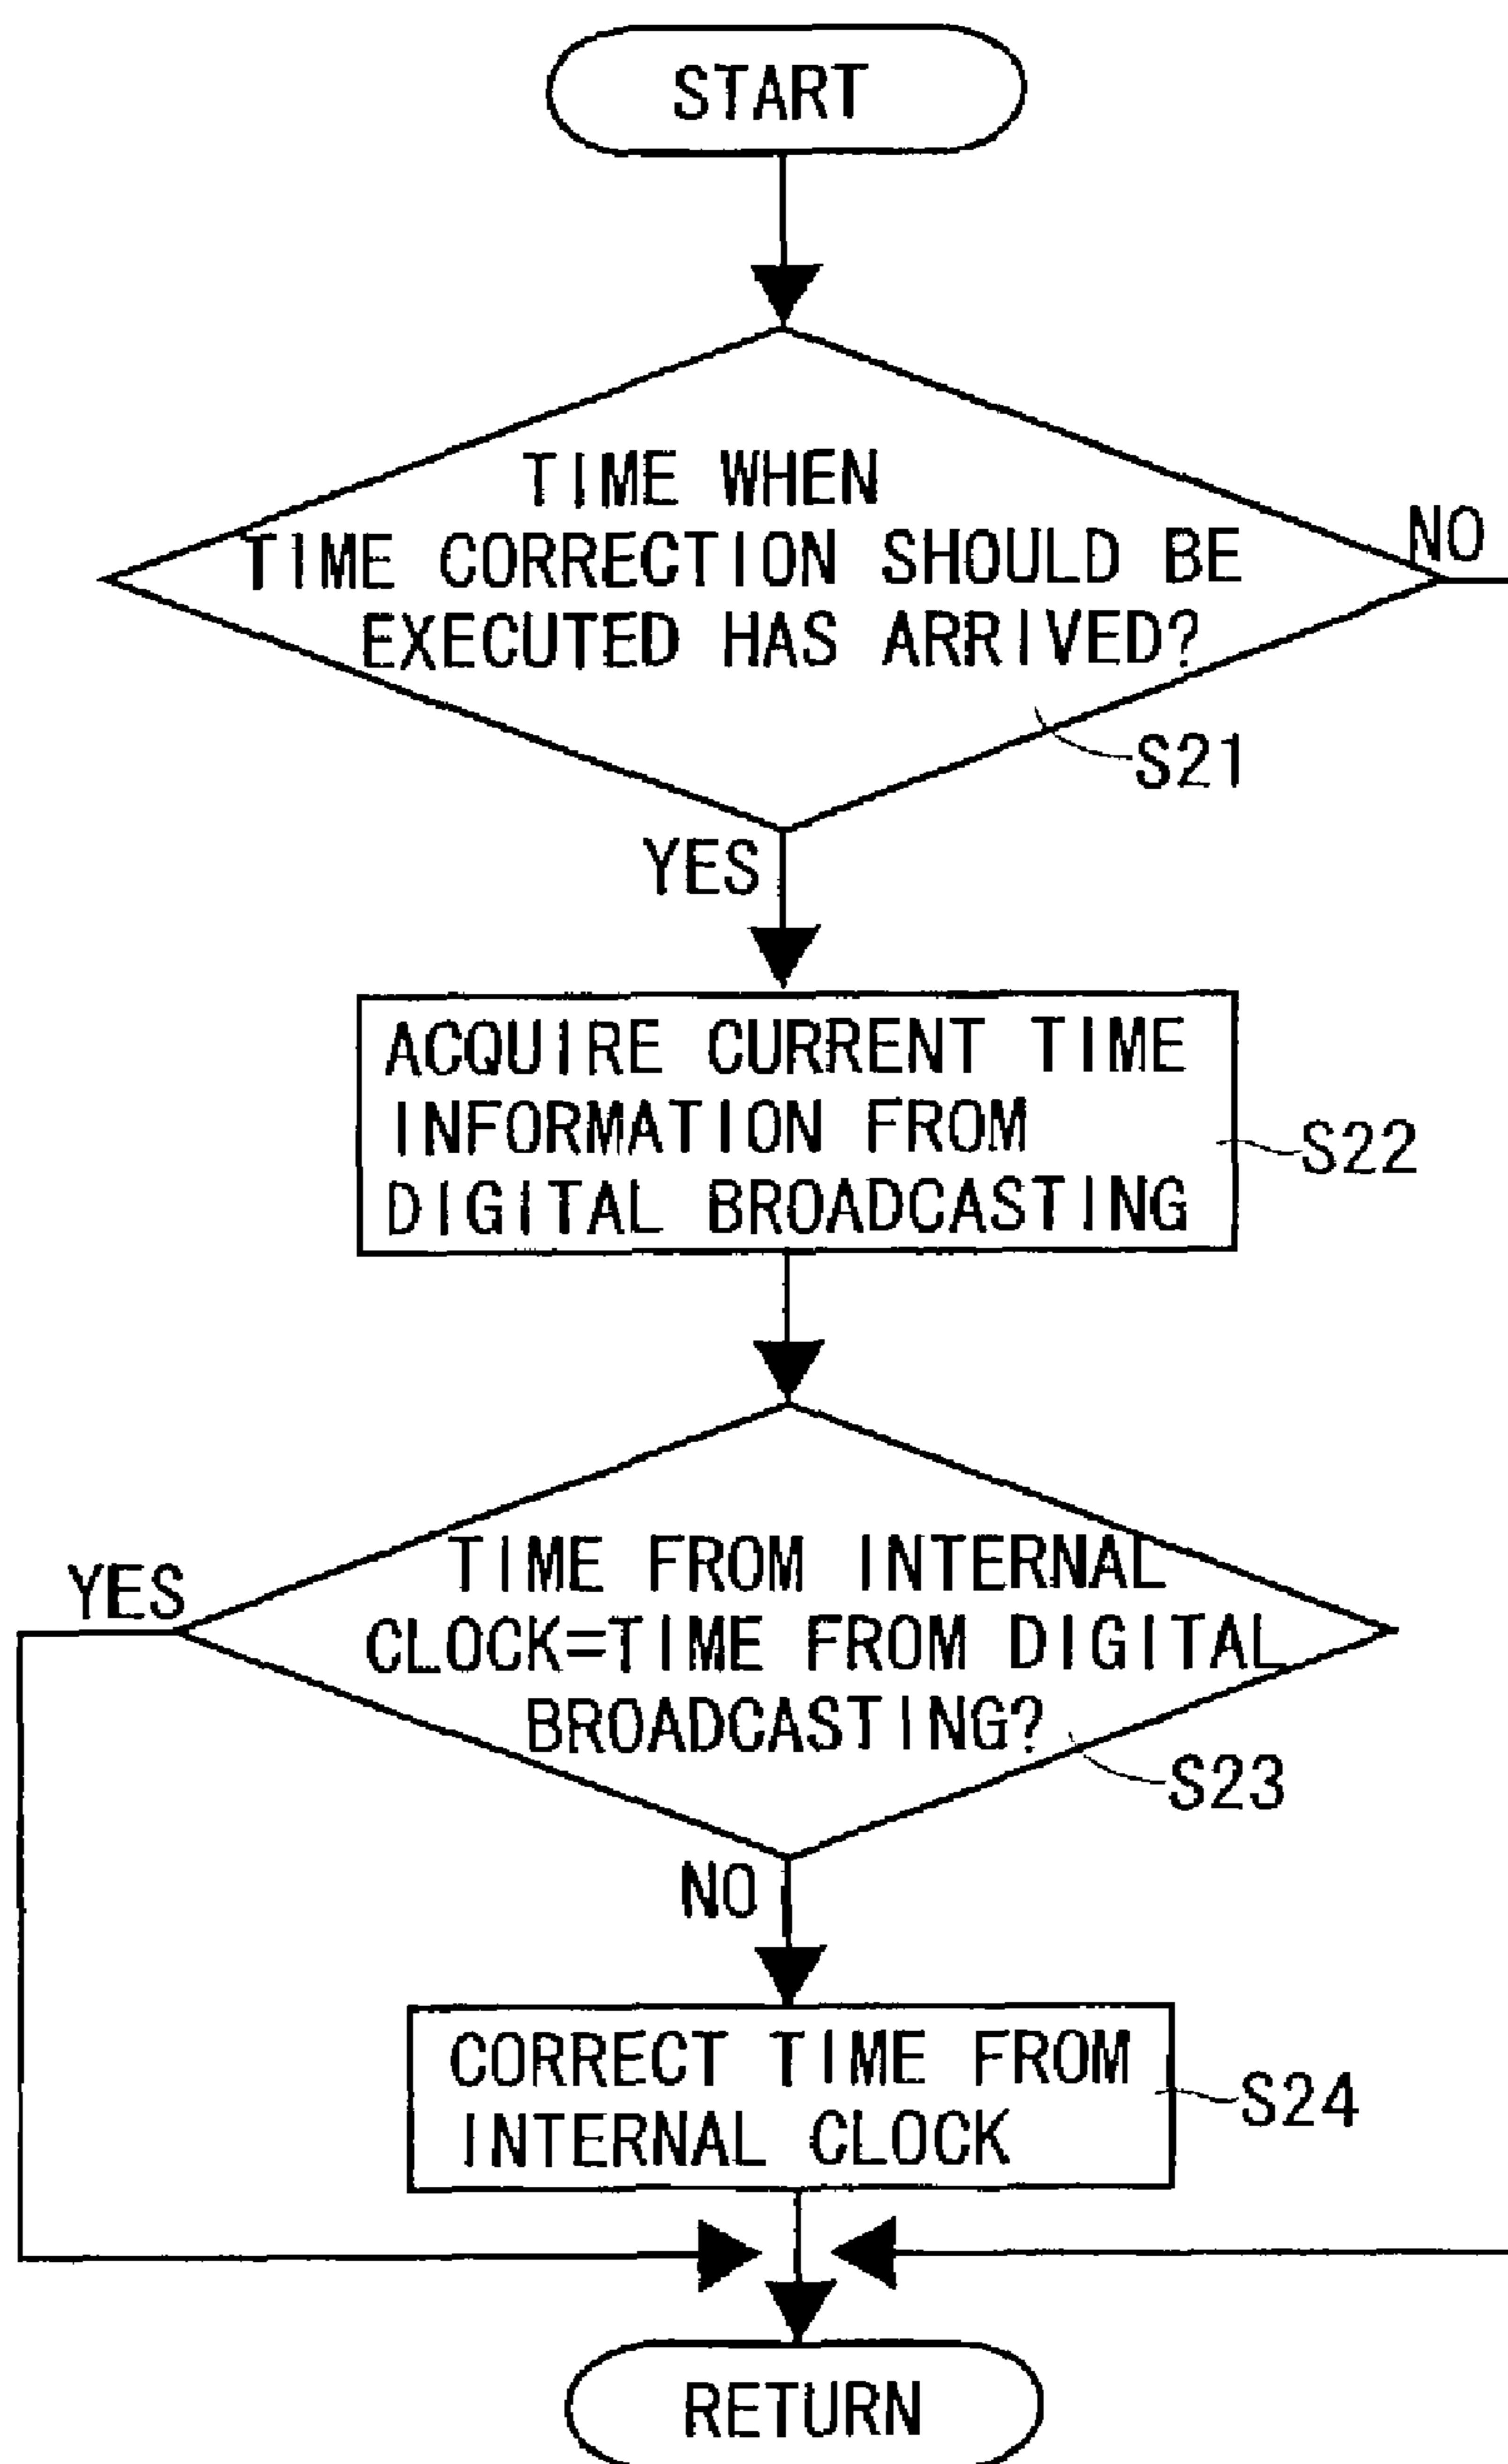 START
TIME WHEN
TIME CORRECTION SHOULD BE
EXECUTED HAS ARRIVED?
NO
S21
YES
ACQUIRE CURRENT TIME
INFORMATION FROM
DIGITAL BROADCASTING
S22
TIME FROM INTERNAL
CLOCK=TIME FROM DIGITAL
BROADCASTING?
YES
S23
NO
CORRECT TIME FROM
INTERNAL CLOCK
S24
RETURN